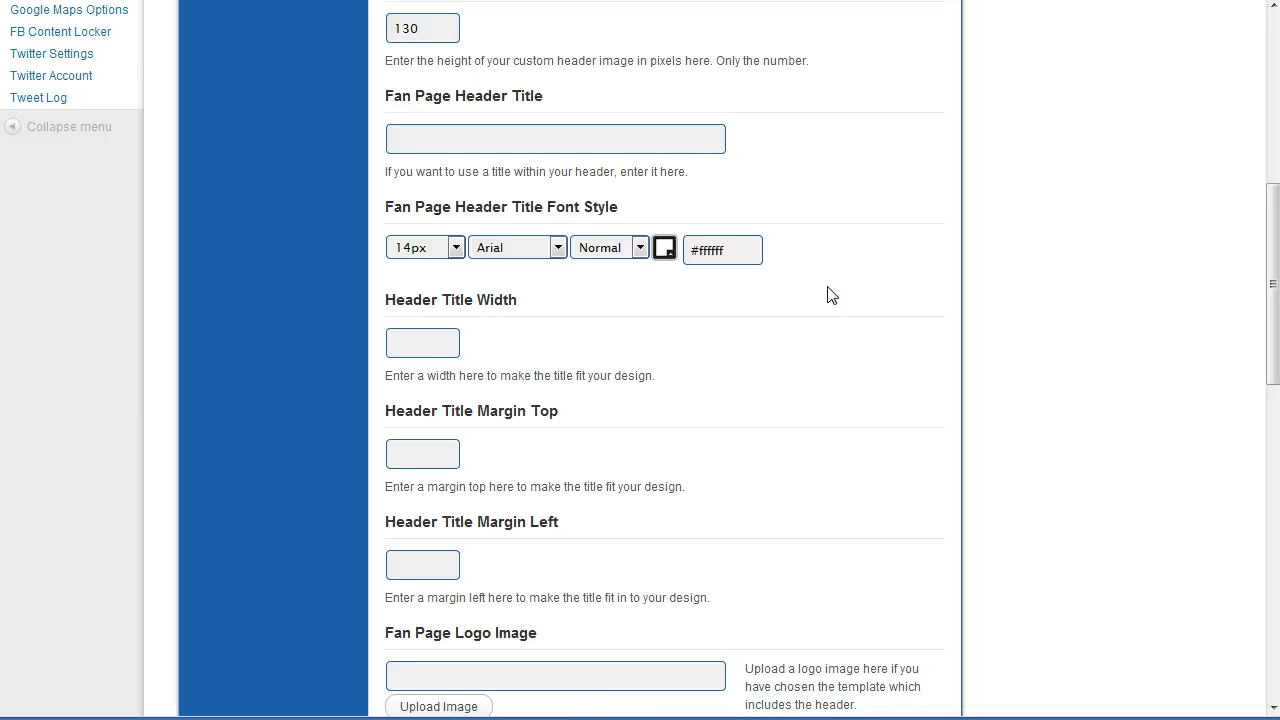 Google Maps Options
FB Content Locker
Twitter Settings
Twitter Account
Tweet Log
Collapse menu
130
Enter the height of your custom header image in pixels here. Only the number.
Fan Page Header Title
If you want to use a title within your header, enter it here.
Fan Page Header Title Font Style
14px Arial Normal #ffffff
Header Title Width
Enter a width here to make the title fit your design.
Header Title Margin Top
Enter a margin top here to make the title fit your design.
Header Title Margin Left
Enter a margin left here to make the title fit in to your design.
Fan Page Logo Image
Upload a logo image here if you
have chosen the template which
includes the header.
Upload Image